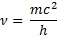 ν = mc²/h